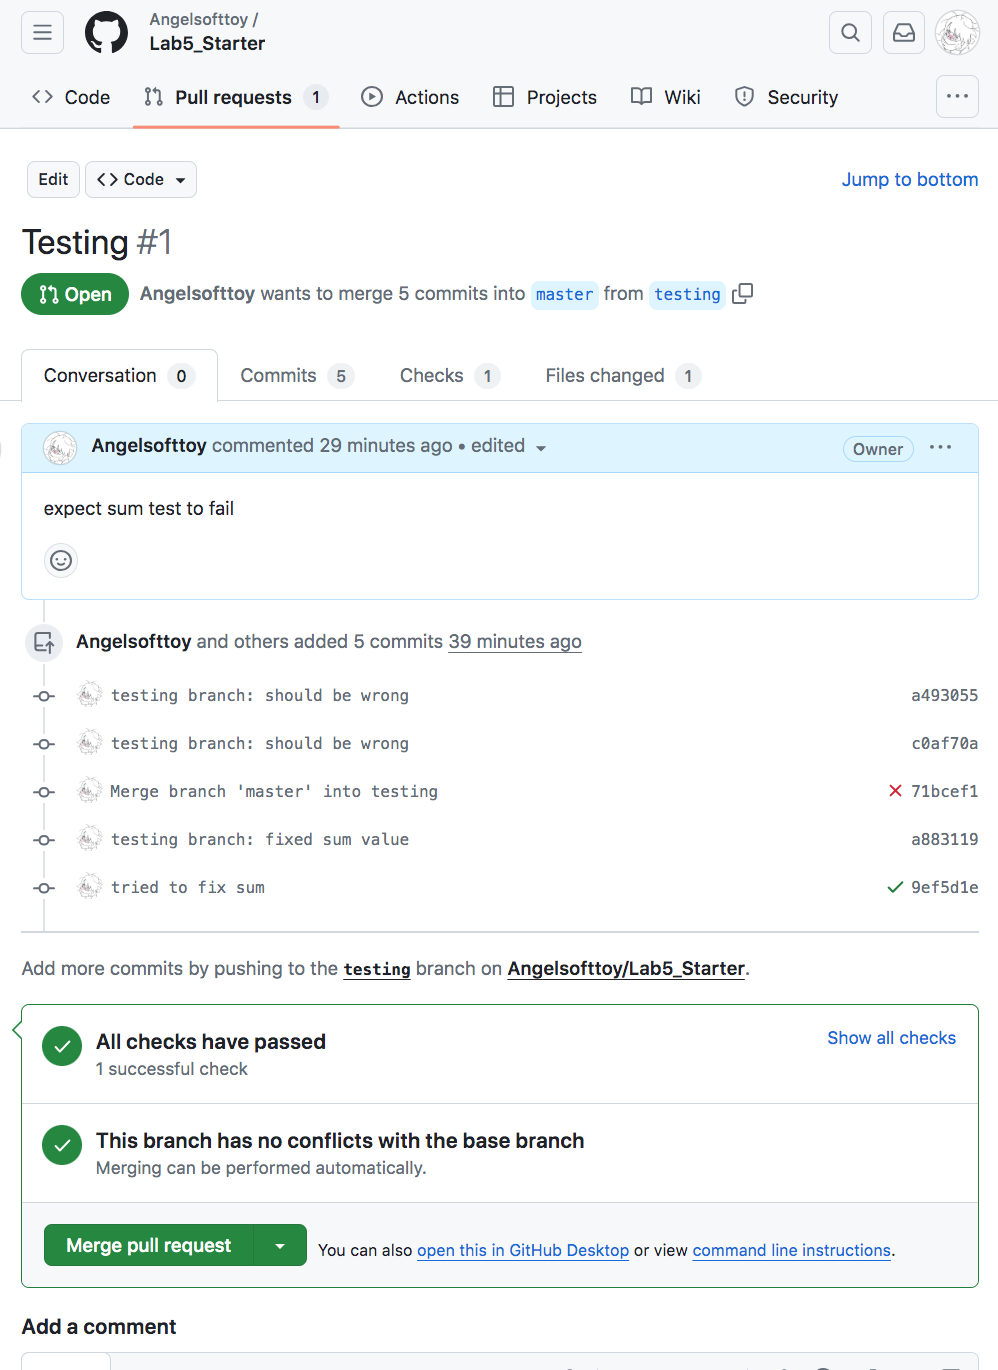 Angelsofttoy /
Lab5_Starter
Code
Pull requests 1
Actions
Projects
Wiki
Security
Edit
Code
Jump to bottom
Testing #1
Open
Angelsofttoy wants to merge 5 commits into master from testing
Conversation 0
Commits 5
Checks 1
Files changed 1
Angelsofttoy commented 29 minutes ago • edited
Owner
expect sum test to fail
Angelsofttoy and others added 5 commits 39 minutes ago
testing branch: should be wrong a493055
testing branch: should be wrong c0af70a
Merge branch 'master' into testing 71bcef1
testing branch: fixed sum value a883119
tried to fix sum 9ef5d1e
Add more commits by pushing to the testing branch on Angelsofttoy/Lab5_Starter.
All checks have passed
Show all checks
1 successful check
This branch has no conflicts with the base branch
Merging can be performed automatically.
Merge pull request
You can also open this in GitHub Desktop or view command line instructions.
Add a comment